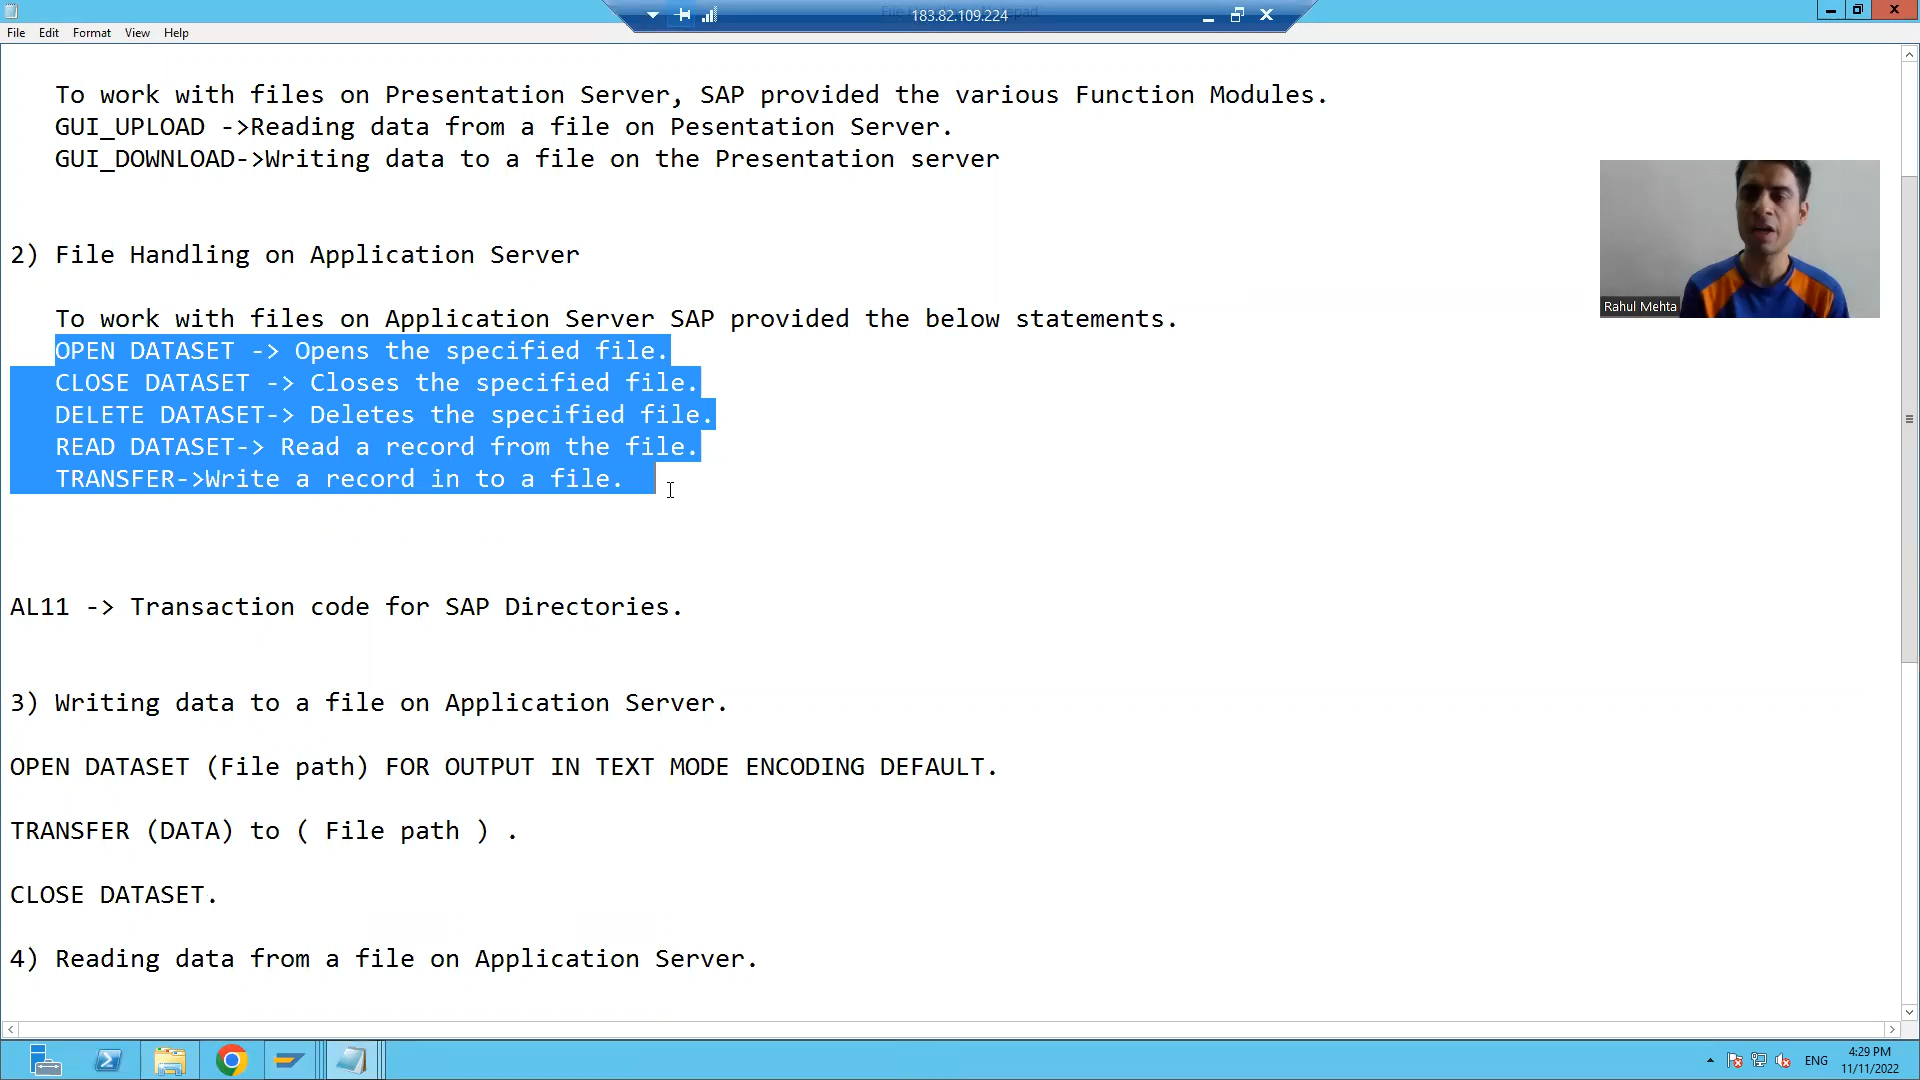 183.82.109.224
File Edit Format View Help
To work with files on Presentation Server, SAP provided the various Function Modules.
GUI_UPLOAD ->Reading data from a file on Pesentation Server.
GUI_DOWNLOAD->Writing data to a file on the Presentation server
2) File Handling on Application Server
To work with files on Application Server SAP provided the below statements.
OPEN DATASET -> Opens the specified file.
CLOSE DATASET -> Closes the specified file.
DELETE DATASET-> Deletes the specified file.
READ DATASET-> Read a record from the file.
TRANSFER->Write a record in to a file.
Rahul Mehta
AL11 -> Transaction code for SAP Directories.
3) Writing data to a file on Application Server.
OPEN DATASET (File path) FOR OUTPUT IN TEXT MODE ENCODING DEFAULT.
TRANSFER (DATA) to ( File path ) .
CLOSE DATASET.
4) Reading data from a file on Application Server.
ENG
4:29 PM
11/11/2022